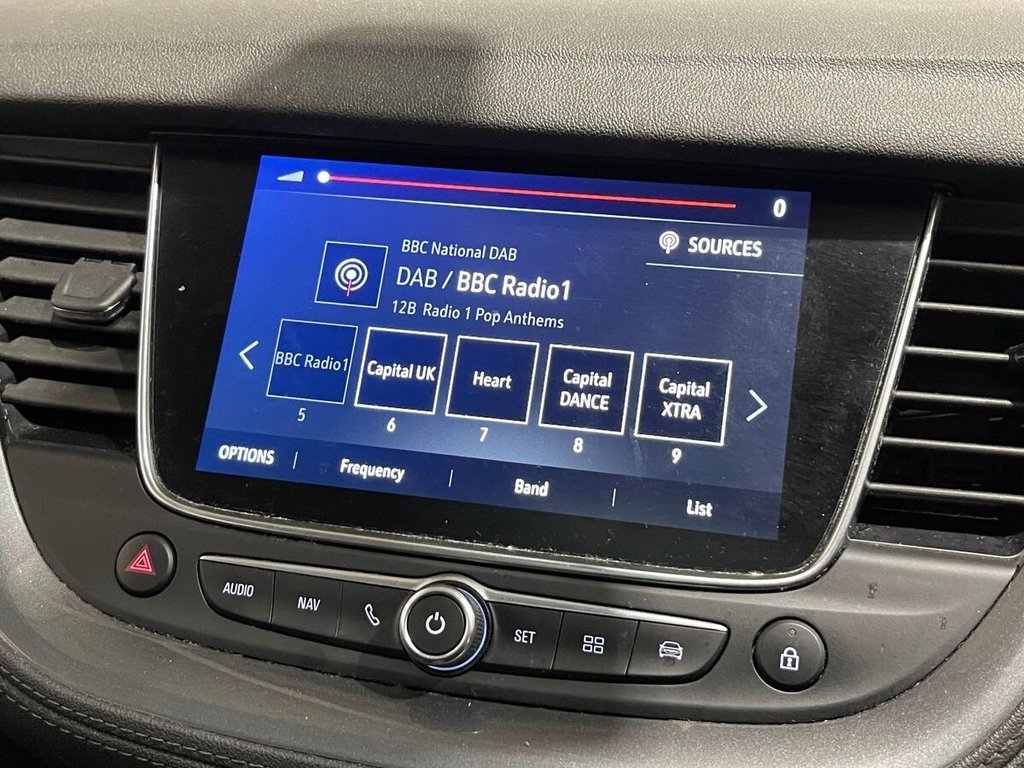 0
SOURCES
BBC National DAB
DAB / BBC Radio1
12B Radio 1 Pop Anthems
BBC Radio1
Capital UK
Heart
Capital
DANCE
Capital
XTRA
5
6
7
8
9
OPTIONS
Frequency
Band
List
AUDIO
NAV
SET